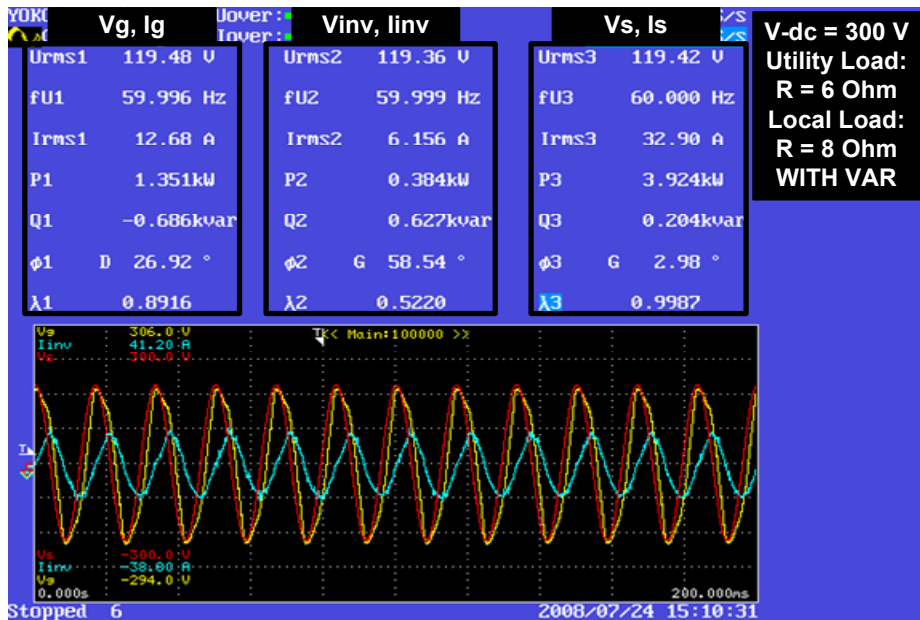 Vg, Ig
Vinv, Iinv
Vs, Is
Uover:
Iover:
Urms1 119.48 V
fU1 59.996 Hz
Irms1 12.68 A
P1 1.351kW
Q1 -0.686kvar
φ1 D 26.92 °
λ1 0.8916
Urms2 119.36 V
fU2 59.999 Hz
Irms2 6.156 A
P2 0.384kW
Q2 0.627kvar
φ2 G 58.54 °
λ2 0.5220
Urms3 119.42 V
fU3 60.000 Hz
Irms3 32.90 A
P3 3.924kW
Q3 0.204kvar
φ3 G 2.98 °
λ3 0.9987
V-dc = 300 V
Utility Load:
R = 6 Ohm
Local Load:
R = 8 Ohm
WITH VAR
Vg 306.0 V
Iinv 41.20 A
Vs 300.0 V
<< Main:100000 >>
Vs -300.0 V
Iinv -38.80 A
Vg -294.0 V
0.000s
200.000ms
Stopped 6
2008/07/24 15:10:31